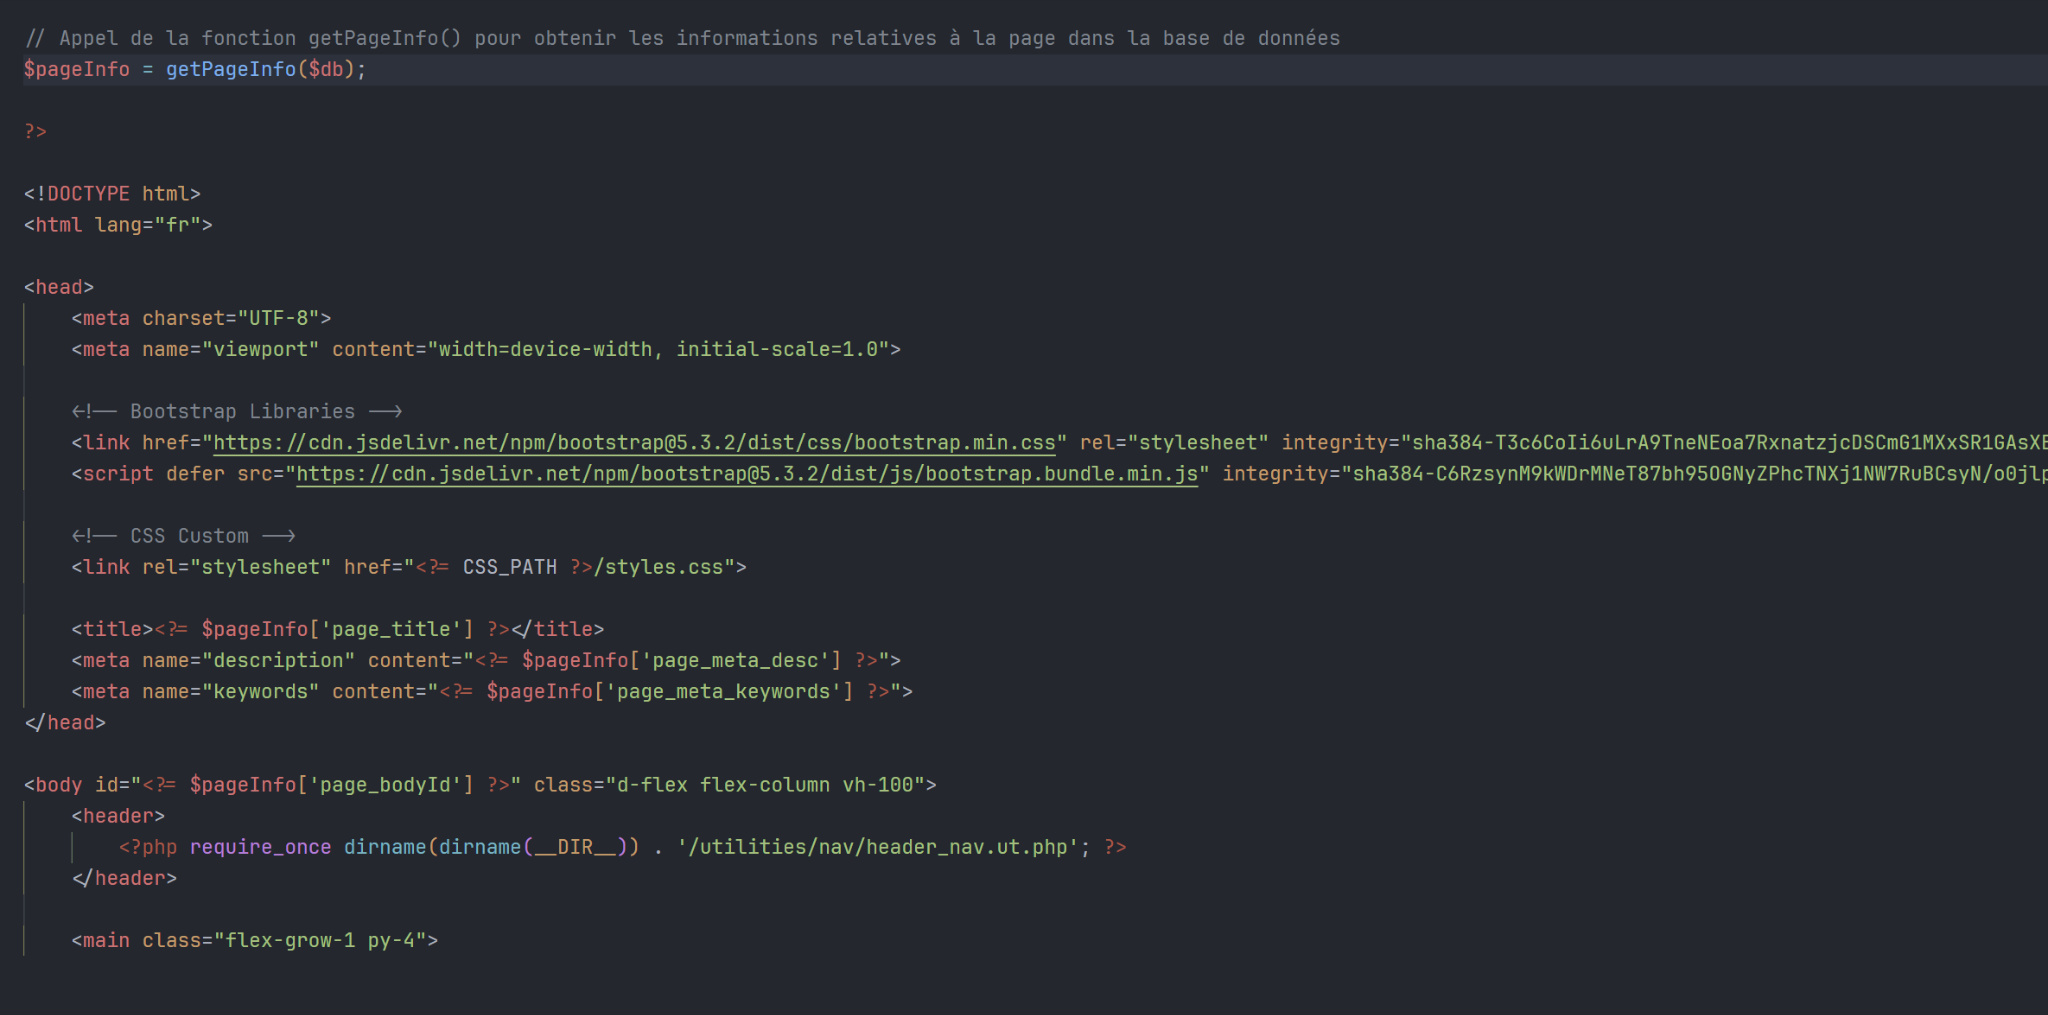 // Appel de la fonction getPageInfo() pour obtenir les informations relatives à la page dans la base de données
$pageInfo = getPageInfo($db);
?>
<!DOCTYPE html>
<html lang="fr">
<head>
<meta charset="UTF-8">
<meta name="viewport" content="width=device-width, initial-scale=1.0">
<!-- Bootstrap Libraries -->
<link href="https://cdn.jsdelivr.net/npm/bootstrap@5.3.2/dist/css/bootstrap.min.css" rel="stylesheet" integrity="sha384-T3c6CoIi6uLrA9TneNEoa7RxnatzjcDSCmG1MXxSR1GAsXE
<script defer src="https://cdn.jsdelivr.net/npm/bootstrap@5.3.2/dist/js/bootstrap.bundle.min.js" integrity="sha384-C6RzsynM9kWDrMNeT87bh95OGNyZPhcTNXj1NW7RuBCsyN/o0jlp
<!-- CSS Custom -->
<link rel="stylesheet" href="<?= CSS_PATH ?>/styles.css">
<title><?= $pageInfo['page_title'] ?></title>
<meta name="description" content="<?= $pageInfo['page_meta_desc'] ?>">
<meta name="keywords" content="<?= $pageInfo['page_meta_keywords'] ?>">
</head>
<body id="<?= $pageInfo['page_bodyId'] ?>" class="d-flex flex-column vh-100">
<header>
<?php require_once dirname(dirname(__DIR__)) . '/utilities/nav/header_nav.ut.php'; ?>
</header>
<main class="flex-grow-1 py-4">